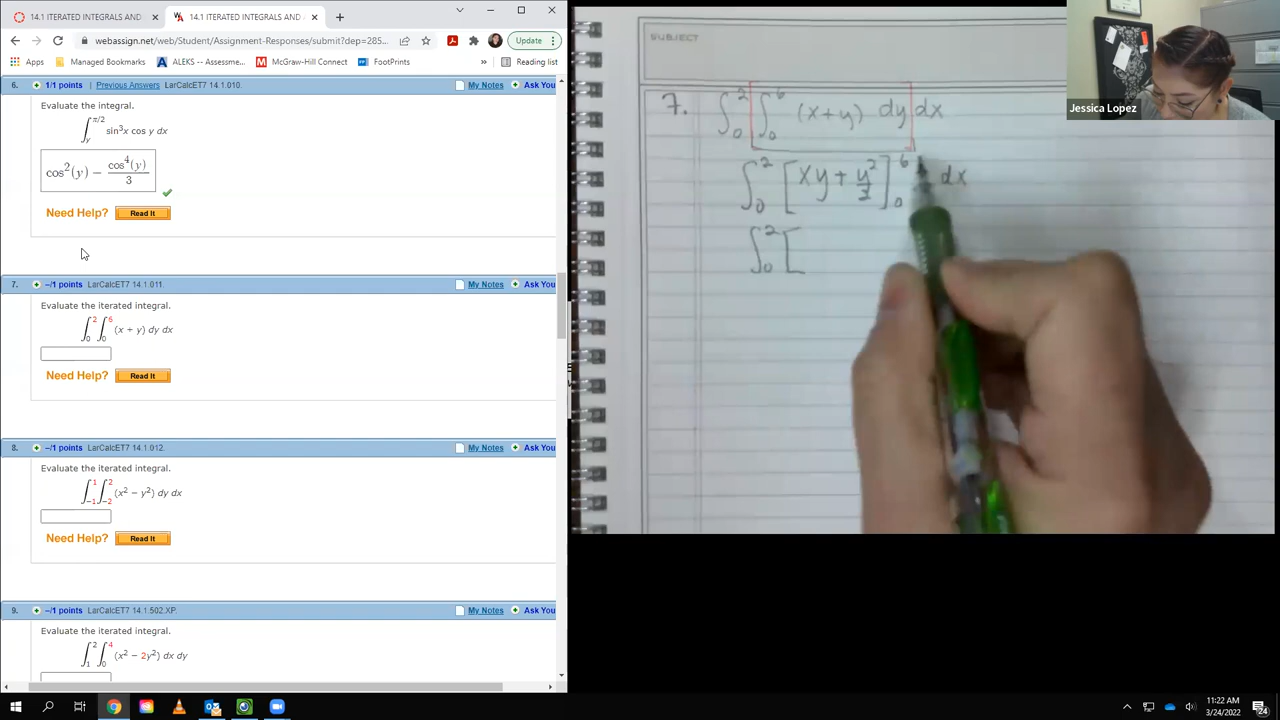 14.1 ITERATED INTEGRALS AND
14.1 ITERATED INTEGRALS AND
webassign.net/web/Student/Assignment-Responses/submit?dep=285...
Update
Apps
Managed Bookmarks
ALEKS -- Assessmen...
McGraw-Hill Connect
FootPrints
Reading list
6. 1/1 points | Previous Answers LarCalcET7 14.1.010. My Notes Ask You
Evaluate the integral.
∫_y^{π/2} sin³x cos y dx
cos²(y) − cos⁴(y)/3
Need Help? Read It
7. –/1 points LarCalcET7 14.1.011. My Notes Ask You
Evaluate the iterated integral.
∫_0^2 ∫_0^6 (x + y) dy dx
Need Help? Read It
8. –/1 points LarCalcET7 14.1.012. My Notes Ask You
Evaluate the iterated integral.
∫_{-1}^1 ∫_{-2}^2 (x² − y²) dy dx
Need Help? Read It
9. –/1 points LarCalcET7 14.1.502.XP. My Notes Ask You
Evaluate the iterated integral.
∫_1^2 ∫_0^4 (x² − 2y²) dx dy
SUBJECT
7. ∫_0^2 ∫_0^6 (x+y) dy dx
∫_0^2 [xy + y²/2]_0^6 dx
∫_0^2 [
Jessica Lopez
11:22 AM
3/24/2022
24